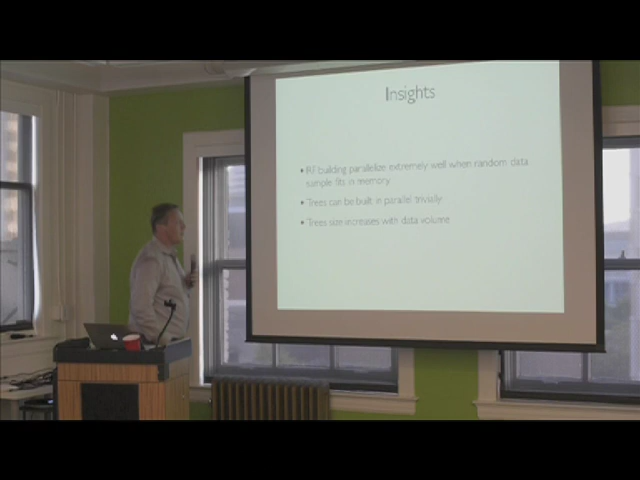 Insights
• RF building parallelize extremely well when random data
sample fits in memory
• Trees can be built in parallel trivially
• Trees size increases with data volume